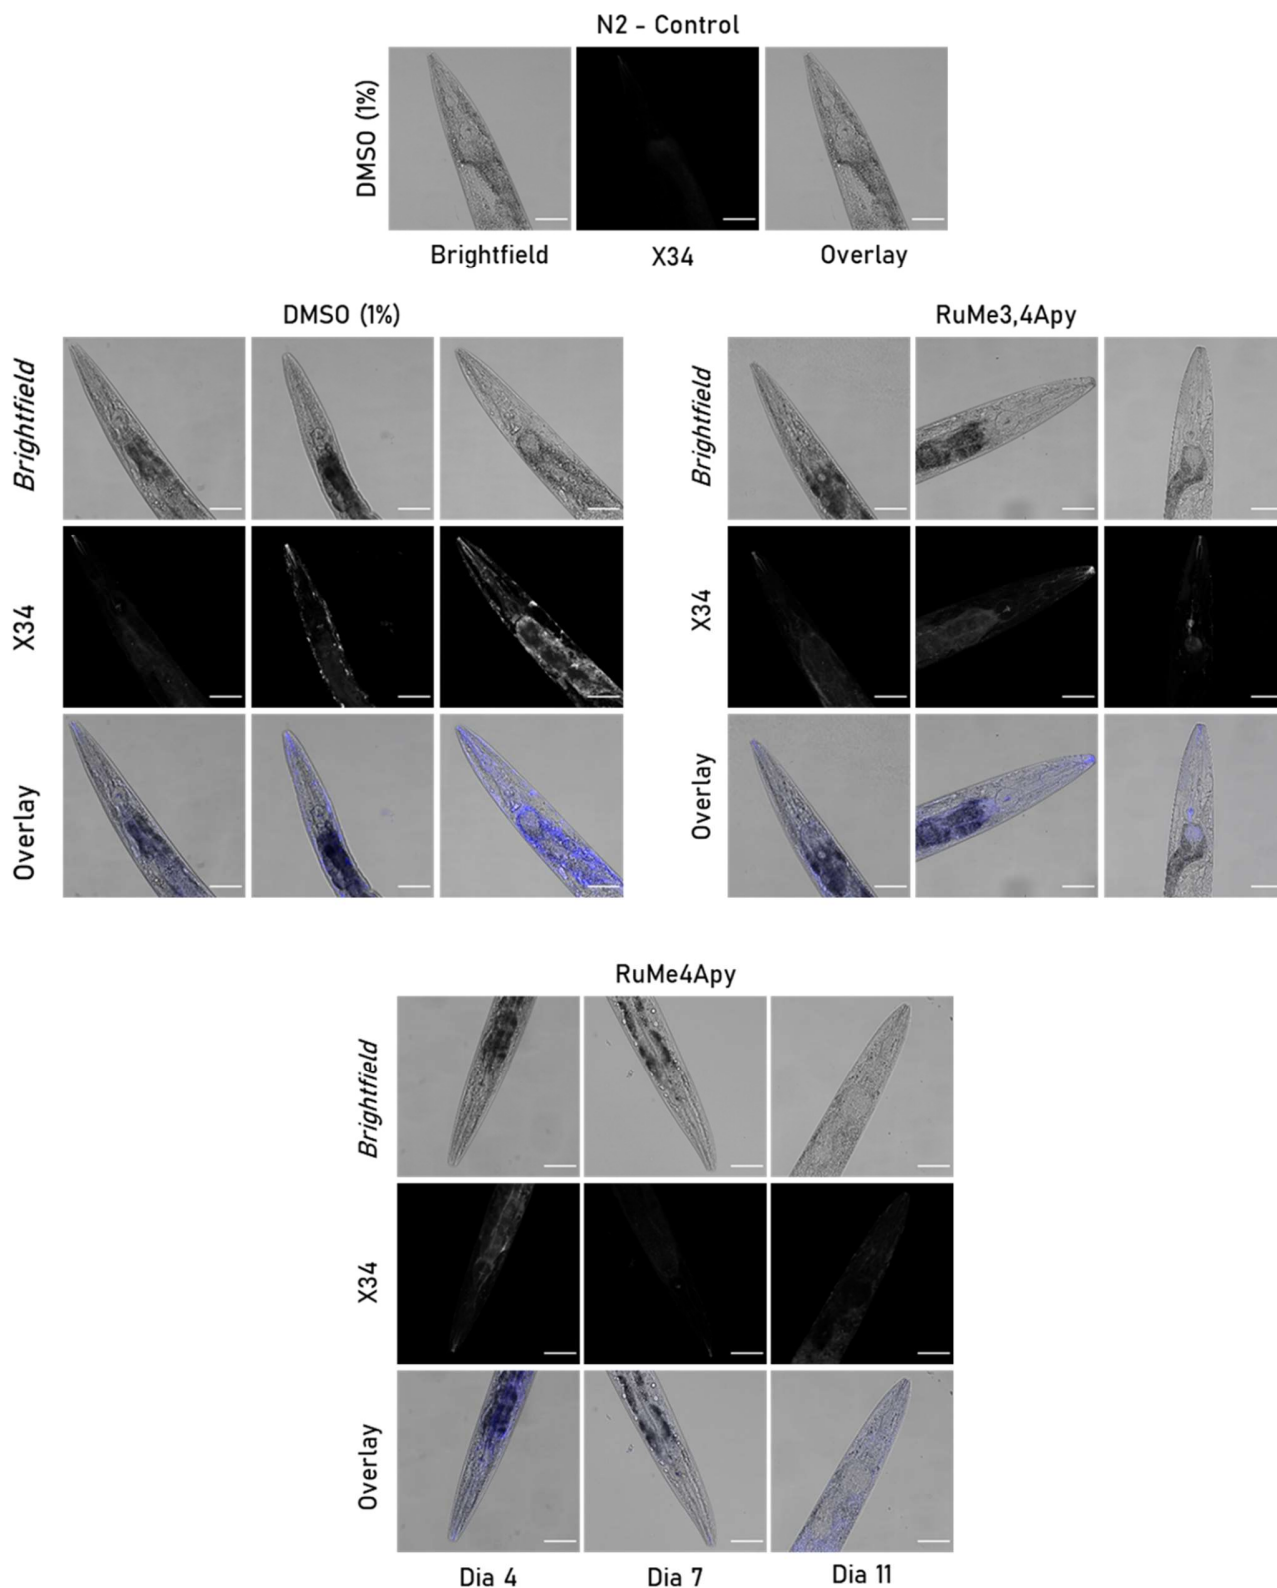 N2 - Control
DMSO (1%)
Brightfield
X34
Overlay
DMSO (1%)
Brightfield
X34
Overlay
RuMe3,4Apy
Brightfield
X34
Overlay
RuMe4Apy
Brightfield
X34
Overlay
Dia 4
Dia 7
Dia 11